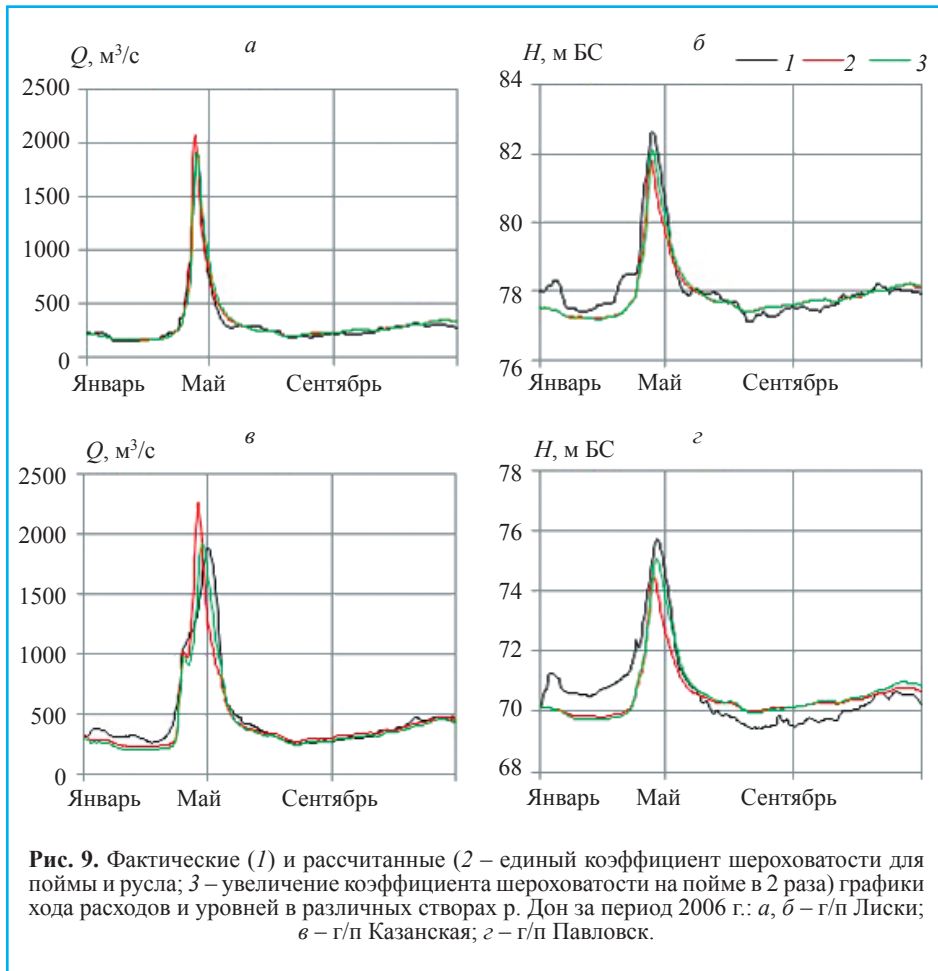 Q, м³/с
а
2500
2000
1500
1000
500
0
Январь Май Сентябрь
H, м БС
б
1 2 3
84
82
80
78
76
Январь Май Сентябрь
Q, м³/с
в
2500
2000
1500
1000
500
0
Январь Май Сентябрь
H, м БС
г
78
76
74
72
70
68
Январь Май Сентябрь
Рис. 9. Фактические (1) и рассчитанные (2 – единый коэффициент шероховатости для
поймы и русла; 3 – увеличение коэффициента шероховатости на пойме в 2 раза) графики
хода расходов и уровней в различных створах р. Дон за период 2006 г.: а, б – г/п Лиски;
в – г/п Казанская; г – г/п Павловск.